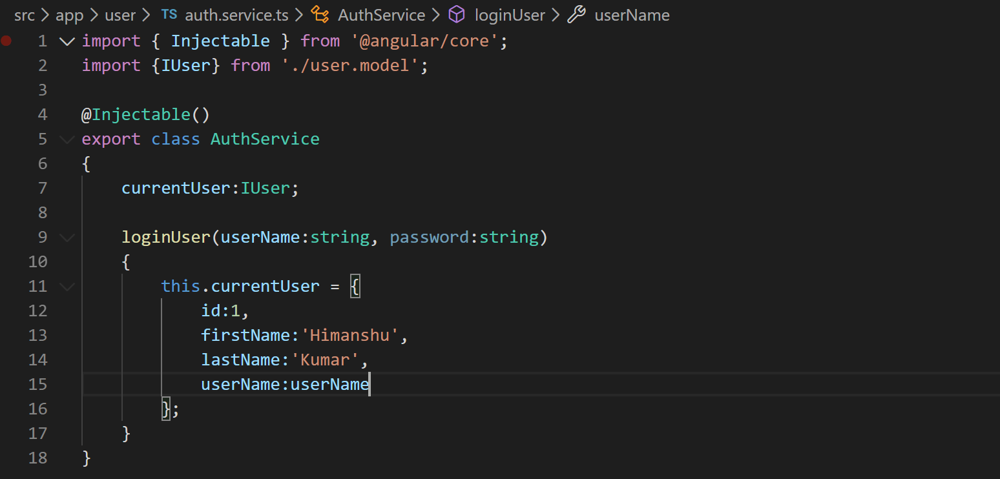 src > app > user > TS auth.service.ts > AuthService > loginUser > userName
1 import { Injectable } from '@angular/core';
2 import {IUser} from './user.model';
3
4 @Injectable()
5 export class AuthService
6 {
7     currentUser:IUser;
8
9     loginUser(userName:string, password:string)
10     {
11         this.currentUser = {
12             id:1,
13             firstName:'Himanshu',
14             lastName:'Kumar',
15             userName:userName
16         };
17     }
18 }